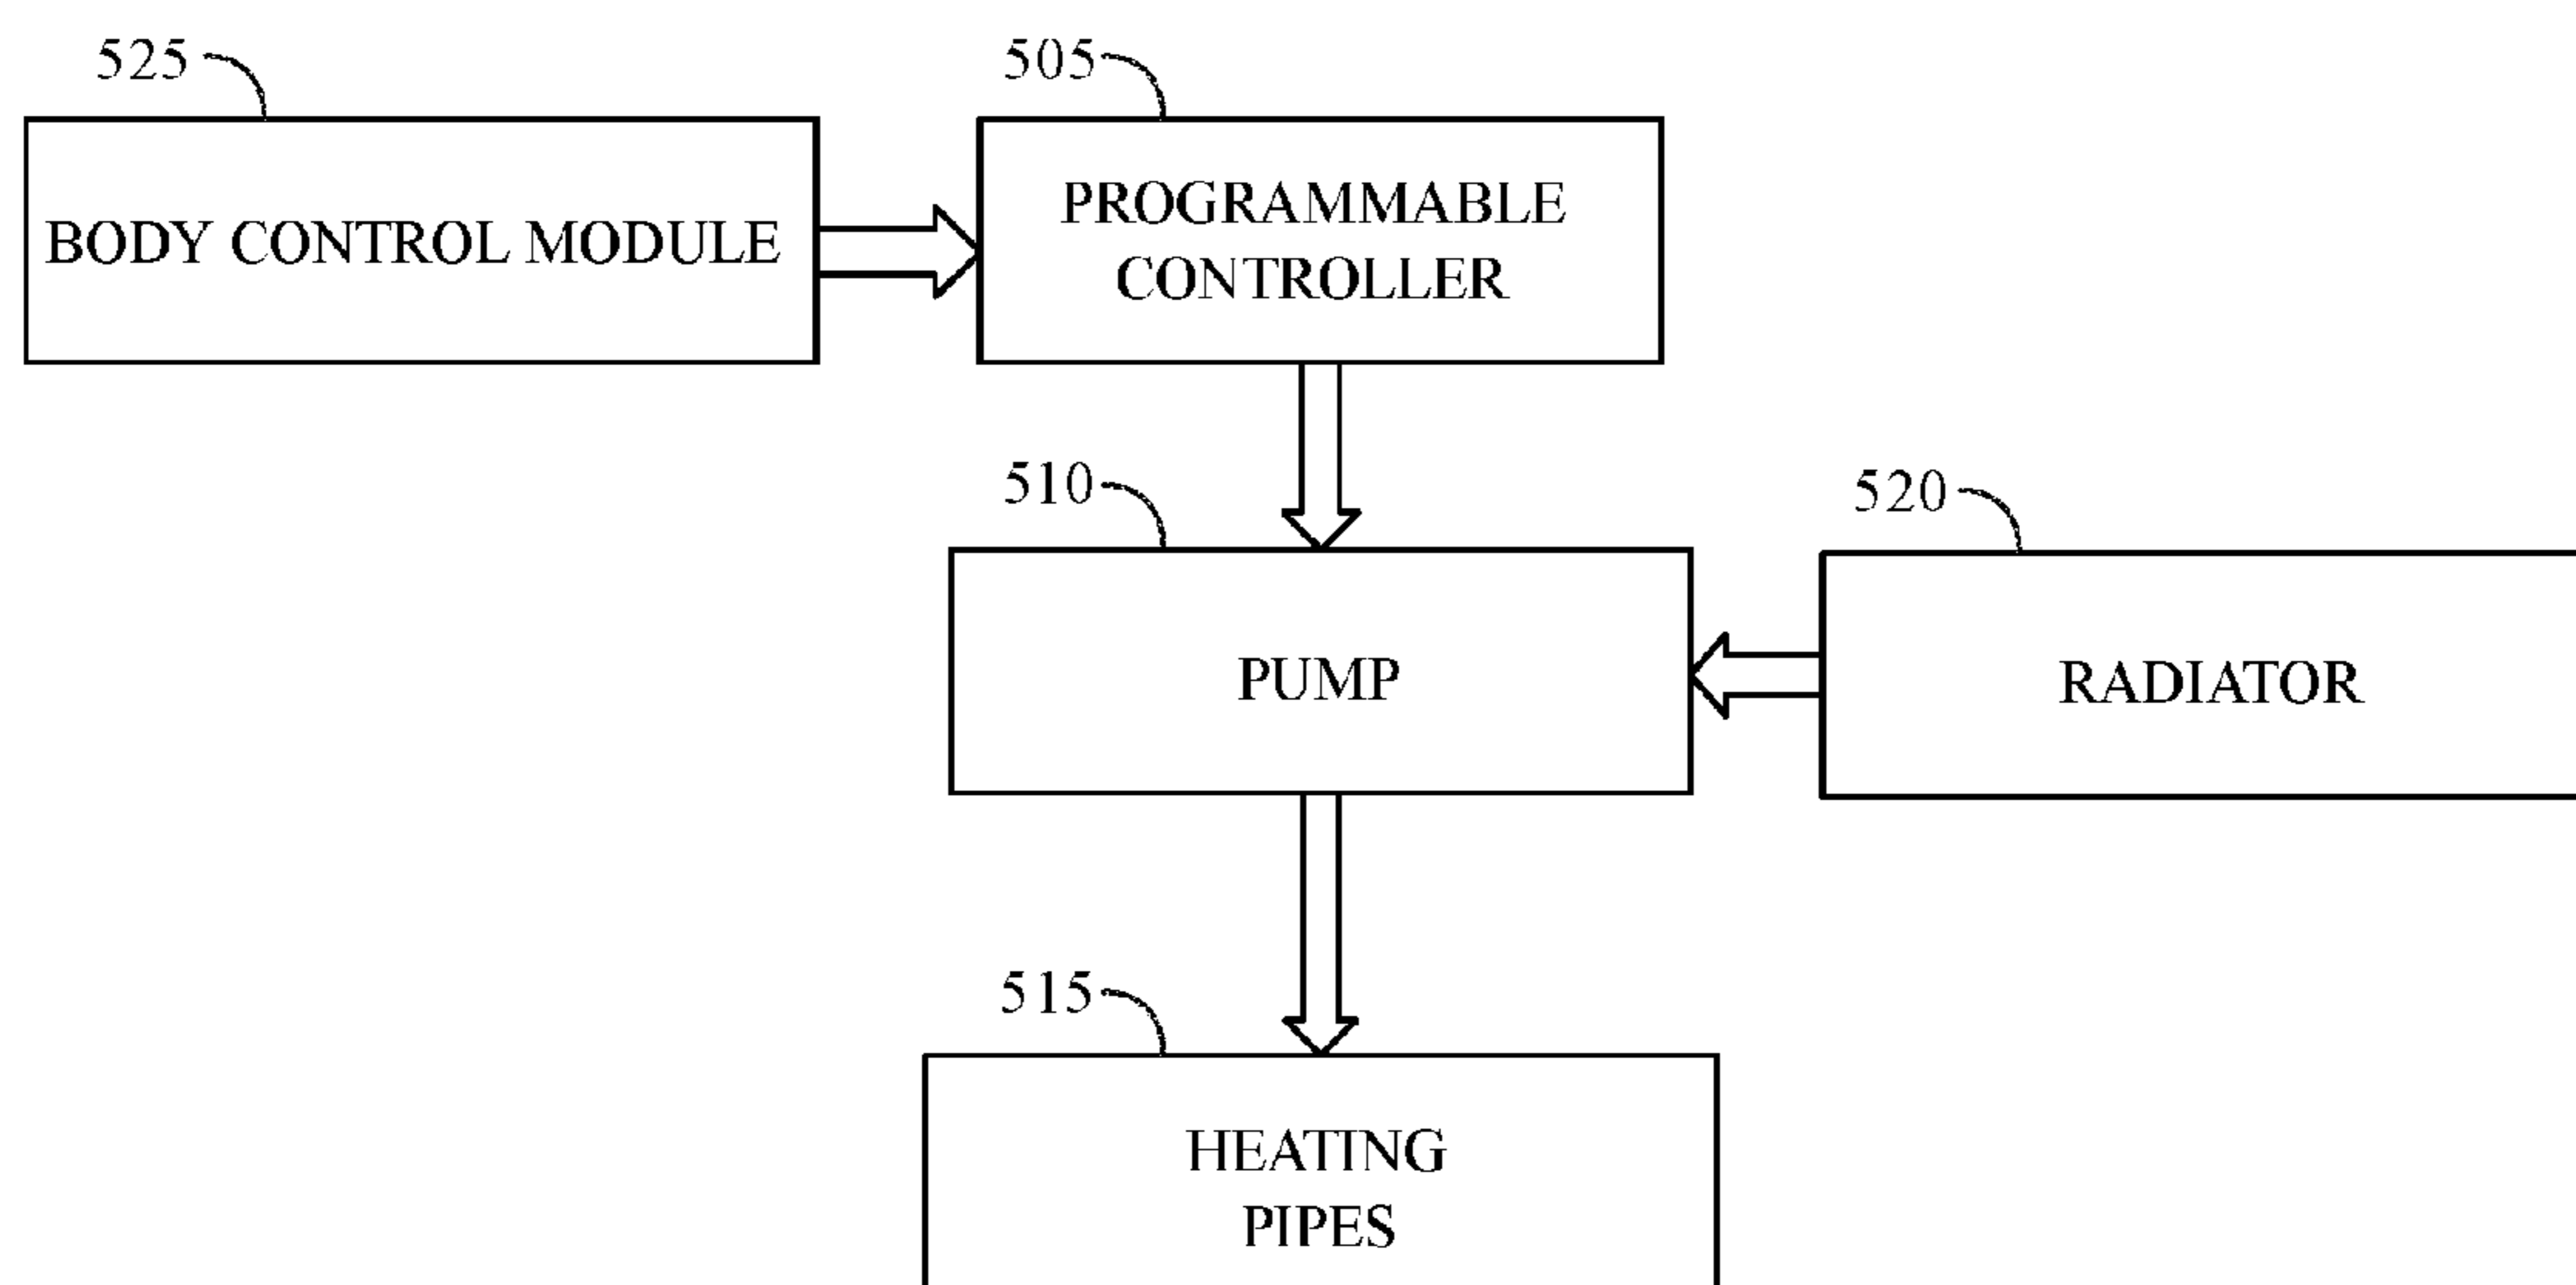 525
505
BODY CONTROL MODULE
PROGRAMMABLE
CONTROLLER
510
520
PUMP
RADIATOR
515
HEATING
PIPES